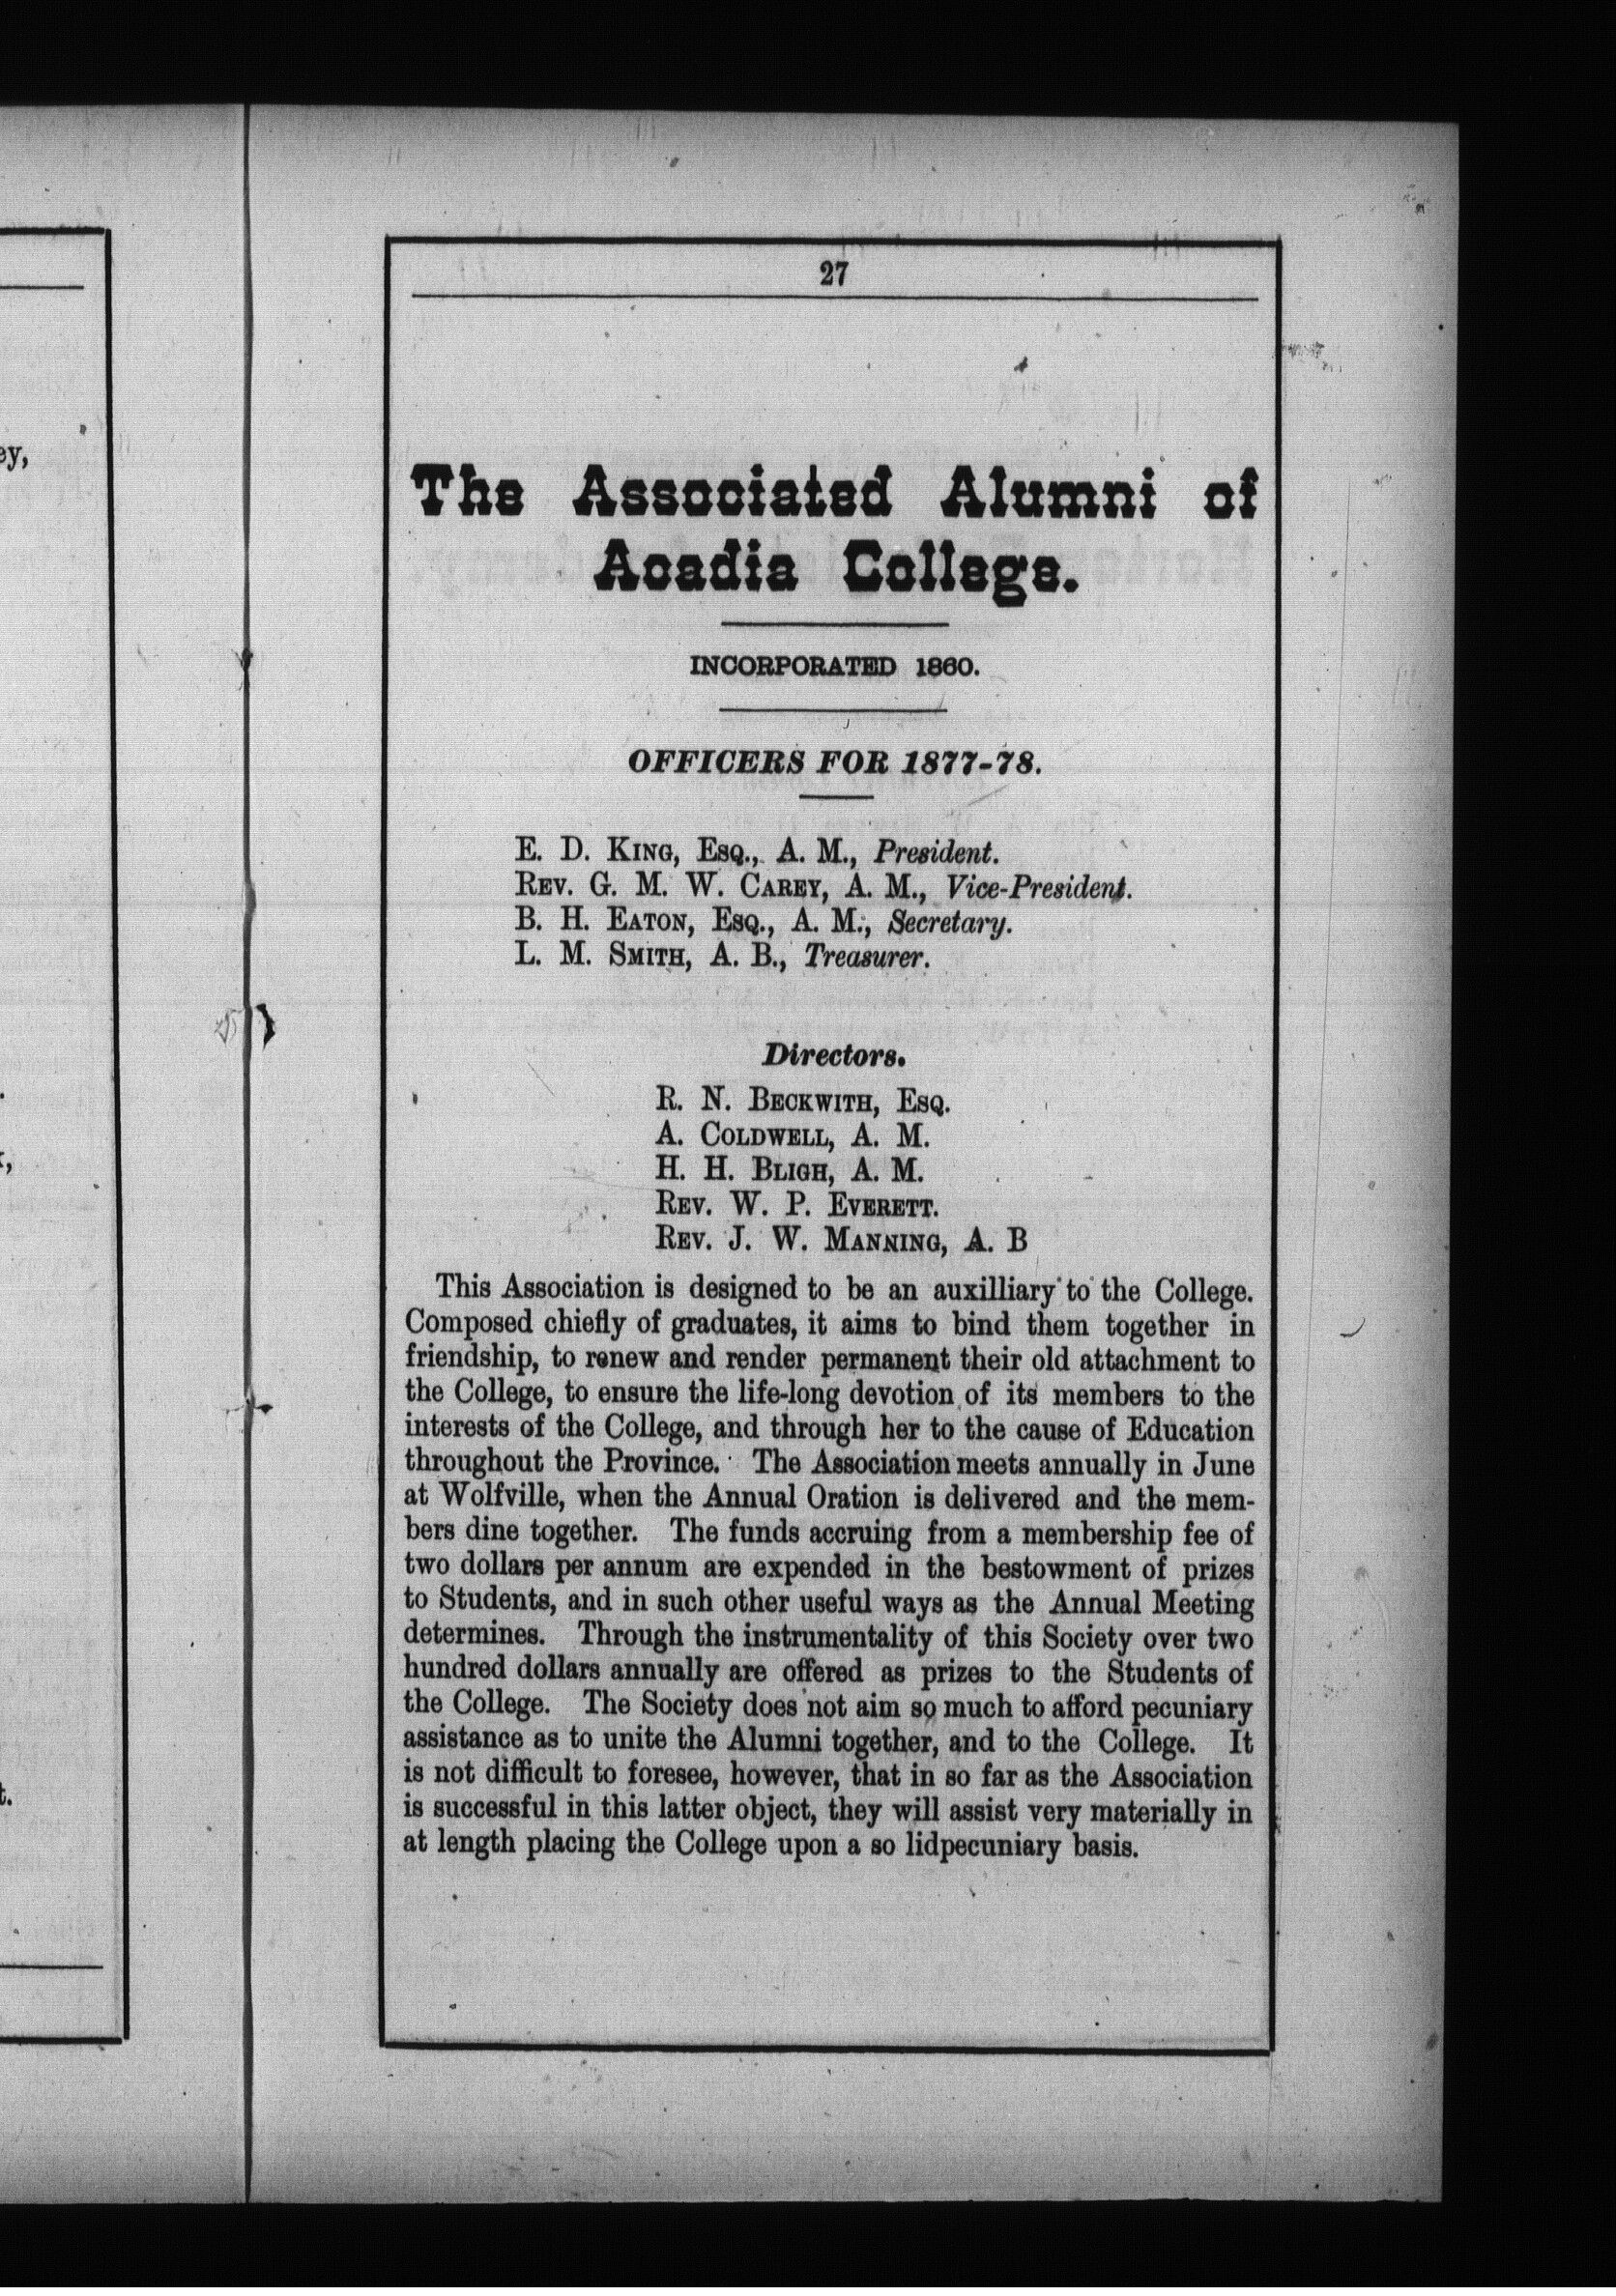 27
The Associated Alumni of
Acadia College.
INCORPORATED 1860.
OFFICERS FOR 1877-78.
E. D. KING, ESQ., A. M., President.
REV. G. M. W. CAREY, A. M., Vice-President.
B. H. EATON, ESQ., A. M., Secretary.
L. M. SMITH, A. B., Treasurer.
Directors.
R. N. BECKWITH, ESQ.
A. COLDWELL, A. M.
H. H. BLIGH, A. M.
REV. W. P. EVERETT.
REV. J. W. MANNING, A. B
This Association is designed to be an auxilliary to the College.
Composed chiefly of graduates, it aims to bind them together in
friendship, to renew and render permanent their old attachment to
the College, to ensure the life-long devotion of its members to the
interests of the College, and through her to the cause of Education
throughout the Province. The Association meets annually in June
at Wolfville, when the Annual Oration is delivered and the mem-
bers dine together. The funds accruing from a membership fee of
two dollars per annum are expended in the bestowment of prizes
to Students, and in such other useful ways as the Annual Meeting
determines. Through the instrumentality of this Society over two
hundred dollars annually are offered as prizes to the Students of
the College. The Society does not aim so much to afford pecuniary
assistance as to unite the Alumni together, and to the College. It
is not difficult to foresee, however, that in so far as the Association
is successful in this latter object, they will assist very materially in
at length placing the College upon a so lidpecuniary basis.